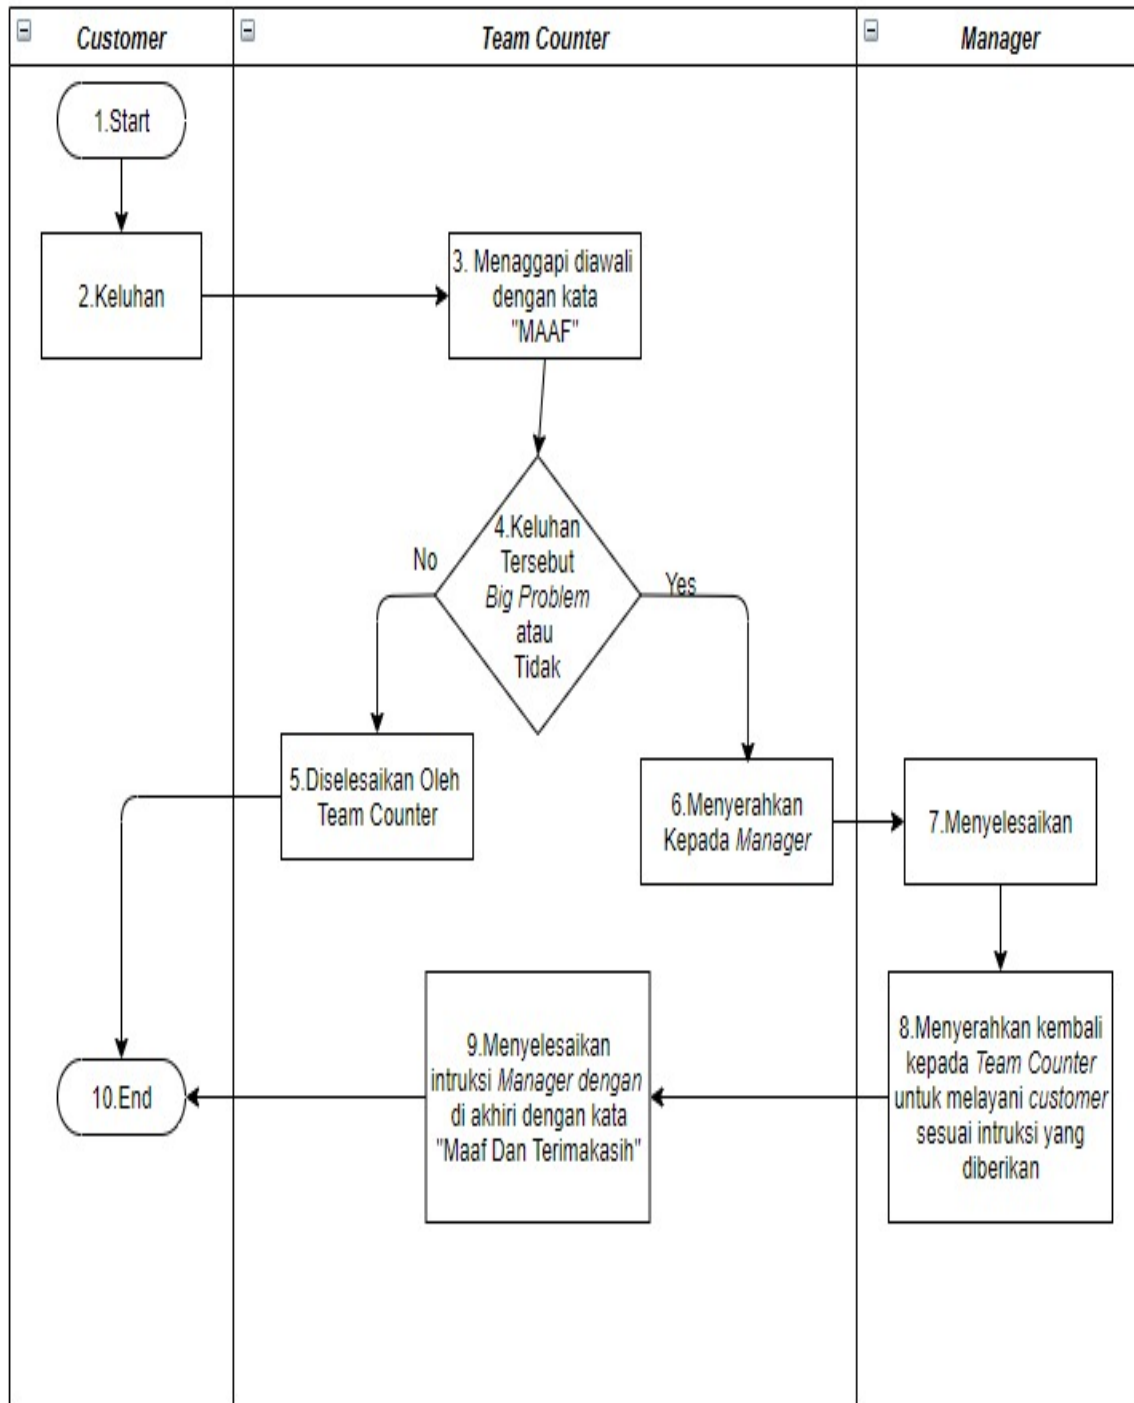 Customer
Team Counter
Manager
1.Start
2.Keluhan
3. Menaggapi diawali
dengan kata
"MAAF"
4.Keluhan
Tersebut
Big Problem
atau
Tidak
No
Yes
5.Diselesaikan Oleh
Team Counter
6.Menyerahkan
Kepada Manager
7.Menyelesaikan
8.Menyerahkan kembali
kepada Team Counter
untuk melayani customer
sesuai intruksi yang
diberikan
9.Menyelesaikan
intruksi Manager dengan
di akhiri dengan kata
"Maaf Dan Terimakasih"
10.End